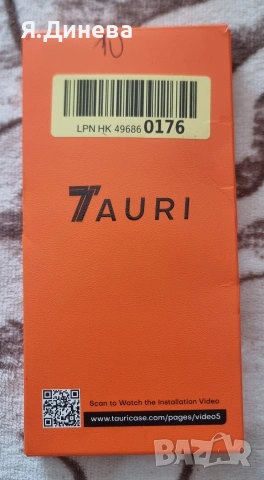 Я.Динева
10
LPN HK 49686 0176
TAURI
Scan to Watch the Installation Video
www.tauricase.com/pages/video5
BAZAR